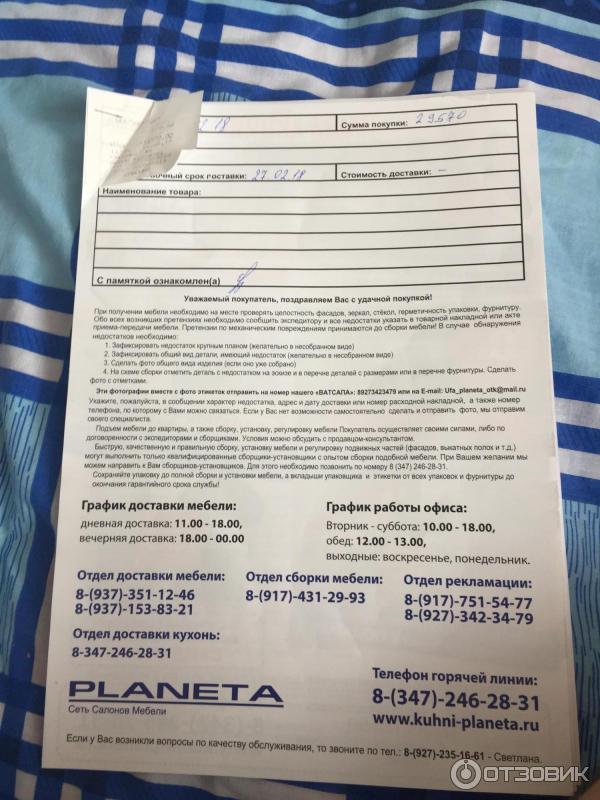 2 18
Сумма покупки: 29570
очный срок гоставки: 27 02 18
Стоимость доставки: –
Наименование товара:
С памяткой ознакомлен(а)
Уважаемый покупатель, поздравляем Вас с удачной покупкой!
При получении мебели необходимо на месте проверять целостность фасадов, зеркал, стёкол, герметичность упаковки, фурнитуру.
Обо всех возникших претензиях необходимо сообщить экспедитору и все недостатки указать в товарной накладной или акте
приема-передачи мебели. Претензии по механическим повреждениям принимаются до сборки мебели! В случае обнаружения
недостатков необходимо:
1. Зафиксировать недостаток крупным планом (желательно в несобранном виде)
2. Зафиксировать общий вид детали, имеющий недостаток (желательно в несобранном виде)
3. Сделать фото общего вида изделия (если оно уже собрано)
4. На схеме сборки отметить деталь с недостатком на эскизе и в перечне деталей с размерами или в перечне фурнитуры. Сделать
фото с отметками.
Эти фотографии вместе с фото этикеток отправить на номер нашего «ВАТСАПА»: 89273423479 или на E-mail: Ufa_planeta_otk@mail.ru
Укажите, пожалуйста, в сообщении характер недостатка, адрес и дату доставки или номер расходной накладной, а также номер
телефона, по которому с Вами можно связаться. Если у Вас нет возможности самостоятельно сделать и отправить фото, мы отправим
своего специалиста.
Подъем мебели до квартиры, а также сборку, установку, регулировку мебели Покупатель осуществляет своими силами, либо по
договоренности с экспедиторами и сборщиками. Условия можно обсудить с продавцом-консультантом.
Быструю, качественную и правильную сборку, установку мебели и регулировку подвижных частей (фасадов, выкатных полок и т.д.)
могут выполнить только квалифицированные сборщики-установщики с опытом сборки подобной мебели. При Вашем желании мы
можем направить к Вам сборщиков-установщиков. Для этого необходимо позвонить по номеру 8 (347) 246-28-31.
Сохраняйте упаковку до полной сборки и установки мебели, а вкладыши упаковщика и этикетки от всех упаковок и фурнитуры до
окончания гарантийного срока службы!
График доставки мебели:
дневная доставка: 11.00 - 18.00,
вечерняя доставка: 18.00 - 00.00
График работы офиса:
Вторник - суббота: 10.00 - 18.00,
обед: 12.00 - 13.00,
выходные: воскресенье, понедельник.
Отдел доставки мебели:
8-(937)-351-12-46
8-(937)-153-83-21
Отдел сборки мебели:
8-(917)-431-29-93
Отдел рекламации:
8-(917)-751-54-77
8-(927)-342-34-79
Отдел доставки кухонь:
8-347-246-28-31
PLANETA
Сеть Салонов Мебели
Телефон горячей линии:
8-(347)-246-28-31
www.kuhni-planeta.ru
Если у Вас возникли вопросы по качеству обслуживания, то звоните по тел.: 8-(927)-235-16-61 - Светлана.
ОТЗОВИК